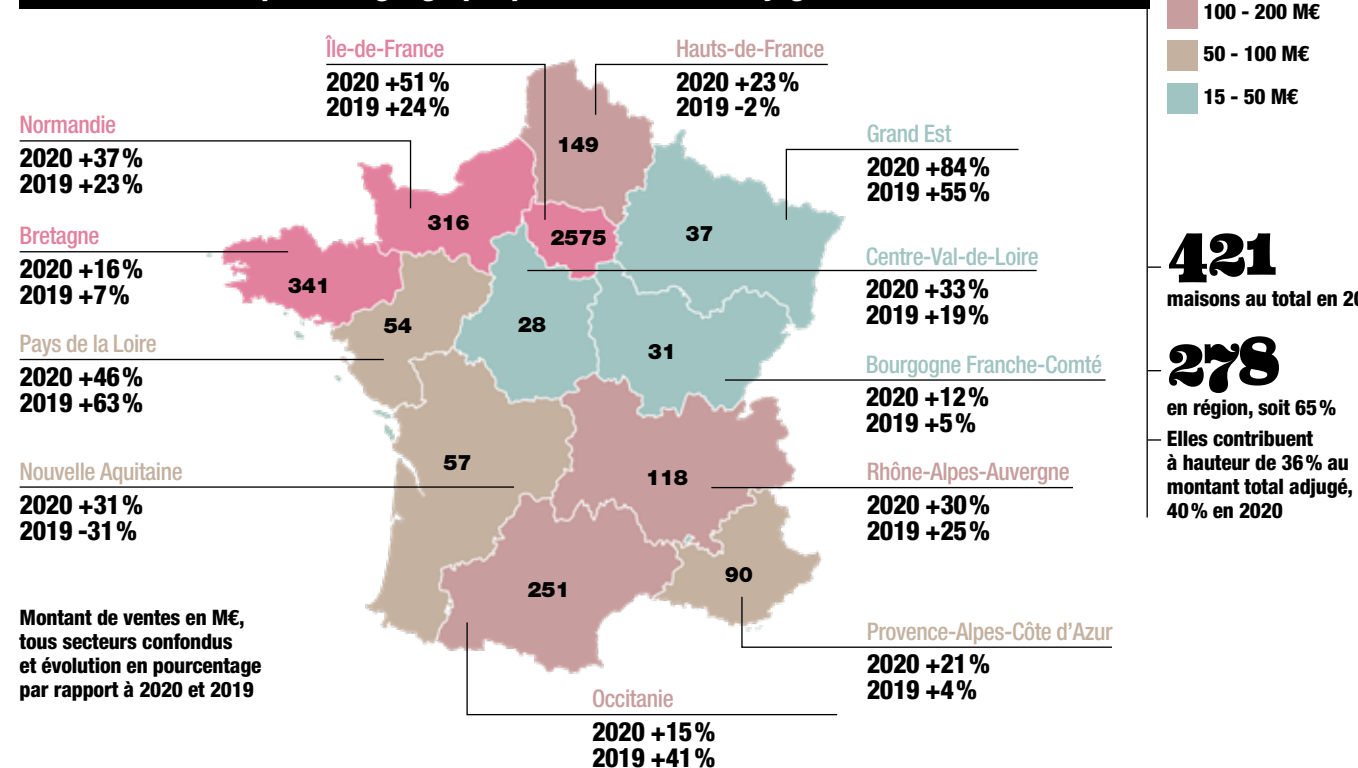 100 - 200 M€
50 - 100 M€
15 - 50 M€
Île-de-France
2020 +51%
2019 +24%
Hauts-de-France
2020 +23%
2019 -2%
Normandie
2020 +37%
2019 +23%
Grand Est
2020 +84%
2019 +55%
149
316
2575
37
Bretagne
2020 +16%
2019 +7%
341
Centre-Val-de-Loire
2020 +33%
2019 +19%
54
28
31
Pays de la Loire
2020 +46%
2019 +63%
Bourgogne Franche-Comté
2020 +12%
2019 +5%
Nouvelle Aquitaine
2020 +31%
2019 -31%
57
118
Rhône-Alpes-Auvergne
2020 +30%
2019 +25%
251
90
Provence-Alpes-Côte d'Azur
2020 +21%
2019 +4%
Occitanie
2020 +15%
2019 +41%
Montant de ventes en M€,
tous secteurs confondus
et évolution en pourcentage
par rapport à 2020 et 2019
421
maisons au total en
278
en région, soit 65%
Elles contribuent
à hauteur de 36% au
montant total adjugé,
40% en 2020